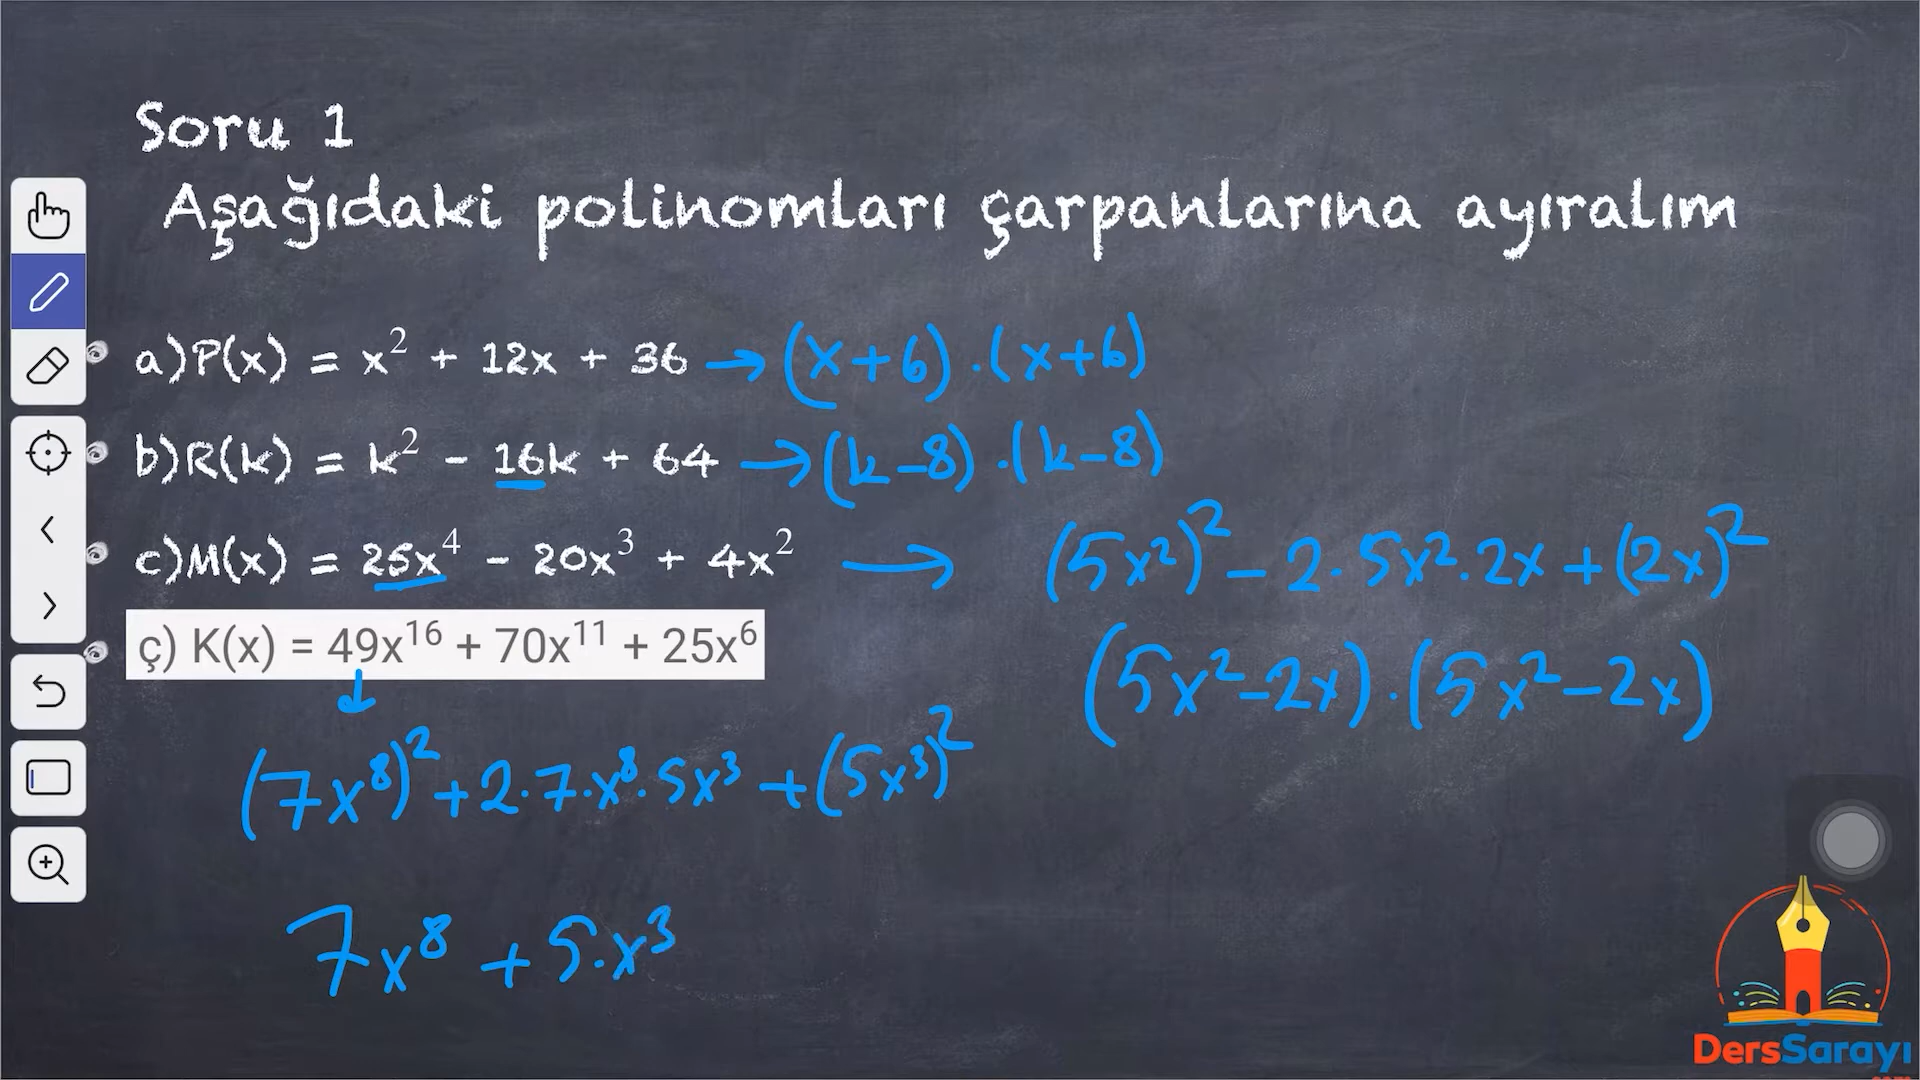 Soru 1
Aşağıdaki polinomları çarpanlarına ayıralım
a)P(x) = x² + 12x + 36 → (x+6)·(x+6)
b)R(k) = k² - 16k + 64 → (k-8)·(k-8)
c)M(x) = 25x⁴ - 20x³ + 4x² → (5x²)² - 2·5x²·2x + (2x)²
(5x²-2x)·(5x²-2x)
ç) K(x) = 49x¹⁶ + 70x¹¹ + 25x⁶
↓
(7x⁸)² + 2·7·x⁸·5x³ + (5x³)²
7x⁸ + 5·x³
DersSarayı